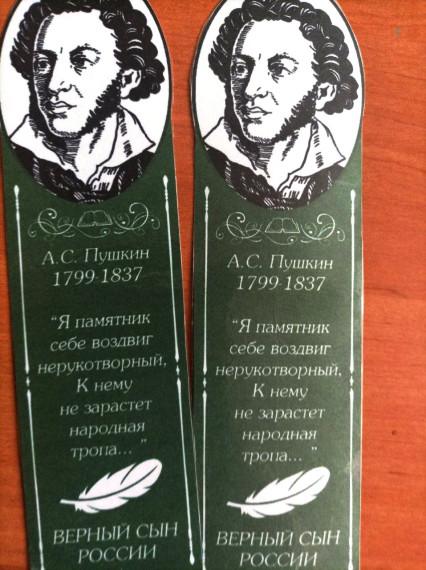 А.С. Пушкин
1799-1837
"Я памятник
себе воздвиг
нерукотворный,
К нему
не зарастет
народная
тропа... "
ВЕРНЫЙ СЫН
РОССИИ
А.С. Пушкин
1799-1837
"Я памятник
себе воздвиг
нерукотворный,
К нему
не зарастет
народная
тропа... "
ВЕРНЫЙ СЫН
РОССИИ